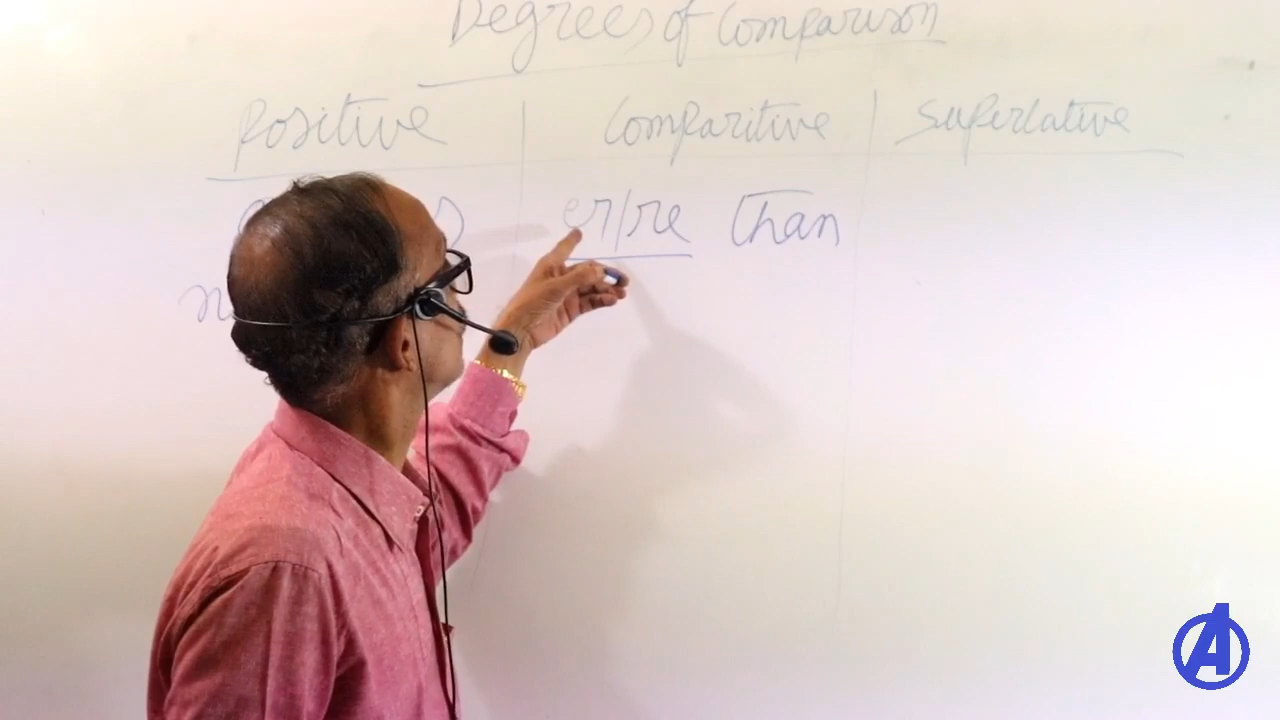 Degrees of Comparison
Positive Comparitive Superlative
er/re than